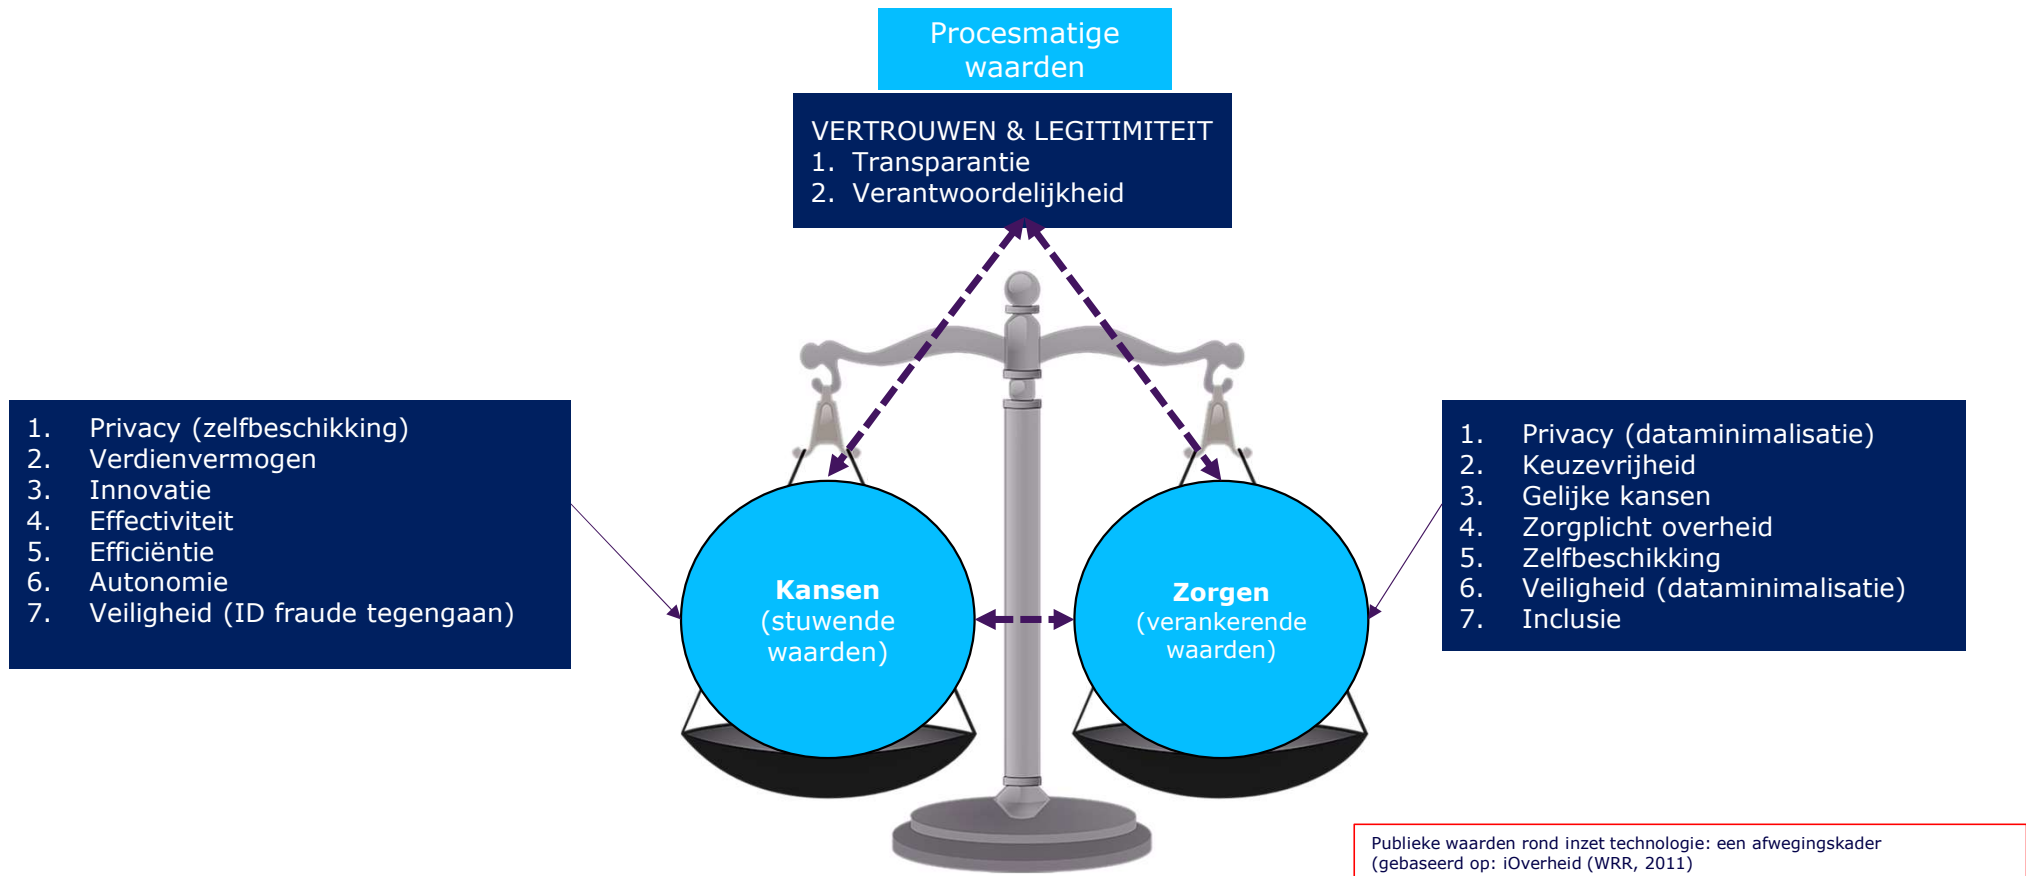 Procesmatige
waarden
VERTROUWEN & LEGITIMITEIT
1. Transparantie
2. Verantwoordelijkheid
1. Privacy (zelfbeschikking)
2. Verdienvermogen
3. Innovatie
4. Effectiviteit
5. Efficiëntie
6. Autonomie
7. Veiligheid (ID fraude tegengaan)
Kansen
(stuwende
waarden)
Zorgen
(verankerende
waarden)
1. Privacy (dataminimalisatie)
2. Keuzevrijheid
3. Gelijke kansen
4. Zorgplicht overheid
5. Zelfbeschikking
6. Veiligheid (dataminimalisatie)
7. Inclusie
Publieke waarden rond inzet technologie: een afwegingskader
(gebaseerd op: iOverheid (WRR, 2011)